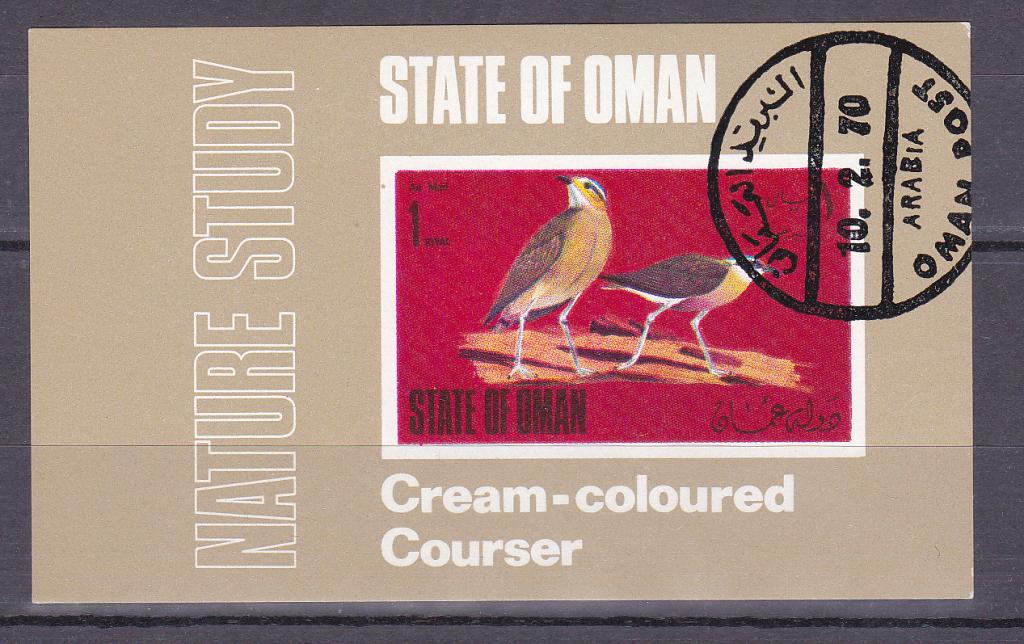 NATURE STUDY
STATE OF OMAN
Air Mail
1 RIYAL
STATE OF OMAN
دولة عمان
Cream-coloured
Courser
البريد
10.2.70
ARABIA
OMAN POST